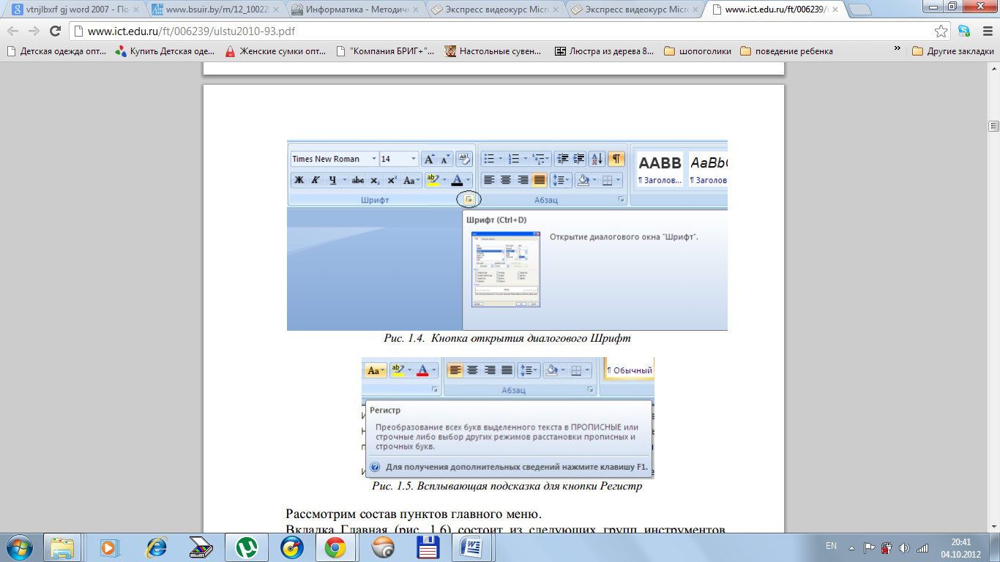 vtnjlbxrf gj word 2007 - По
www.bsuir.by/m/12_10022
Информатика - Методич
Экспресс видеокурс Micro
Экспресс видеокурс Micro
www.ict.edu.ru/ft/006239/
www.ict.edu.ru/ft/006239/ulstu2010-93.pdf
Детская одежда опт...
Купить Детская оде...
Женские сумки опт...
"Компания БРИГ+"...
Настольные сувен...
Люстра из дерева 8...
шопоголики
поведение ребенка
»
Другие закладки
Times New Roman
14
Ж К Ч abc x₂ x² Aa ab А
Шрифт
Абзац
AABB
AaBb
¶ Заголов...
¶ Заголов
Шрифт (Ctrl+D)
Открытие диалогового окна "Шрифт".
Рис. 1.4. Кнопка открытия диалогового Шрифт
Aa ab А
¶ Обычный
Абзац
Регистр
Преобразование всех букв выделенного текста в ПРОПИСНЫЕ или
строчные либо выбор других режимов расстановки прописных и
строчных букв.
Для получения дополнительных сведений нажмите клавишу F1.
Рис. 1.5. Всплывающая подсказка для кнопки Регистр
Рассмотрим состав пунктов главного меню.
Вкладка Главная (рис. 1.6) состоит из следующих групп инструментов
EN
20:41
04.10.2012